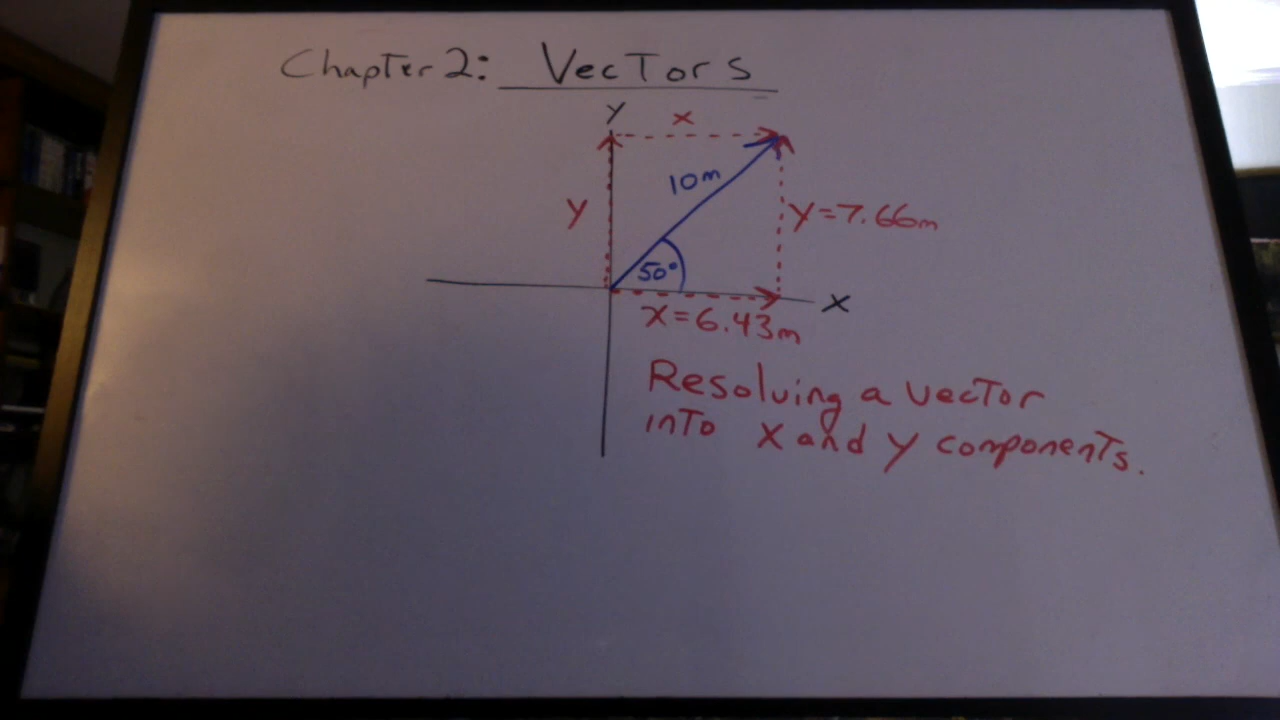 Chapter 2: Vectors
y
x
10m
y
y=7.66m
50°
x
x=6.43m
Resolving a vector
into x and y components.